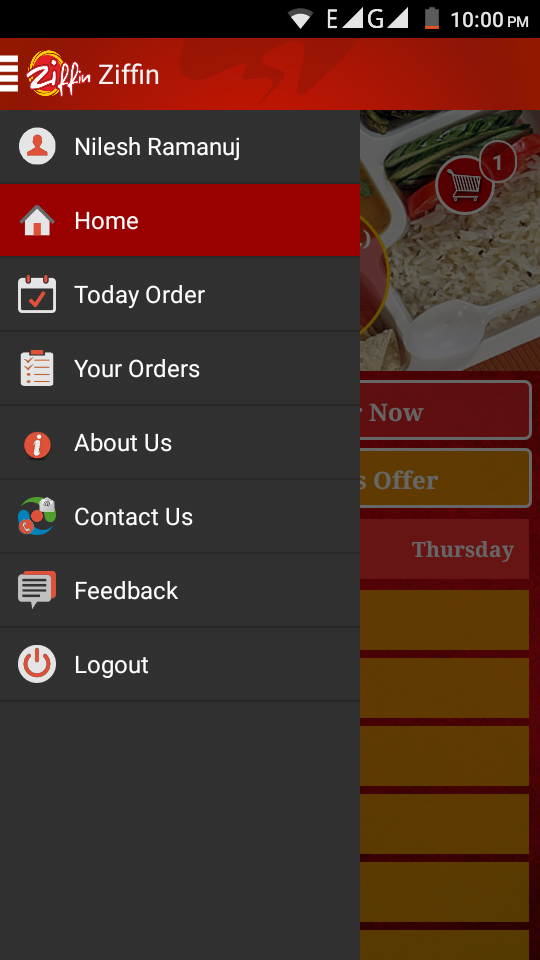 E G 10:00 PM
Ziffin Ziffin
Nilesh Ramanuj
1
Home
Today Order
Your Orders
Now
About Us
s Offer
Contact Us
Thursday
Feedback
Logout